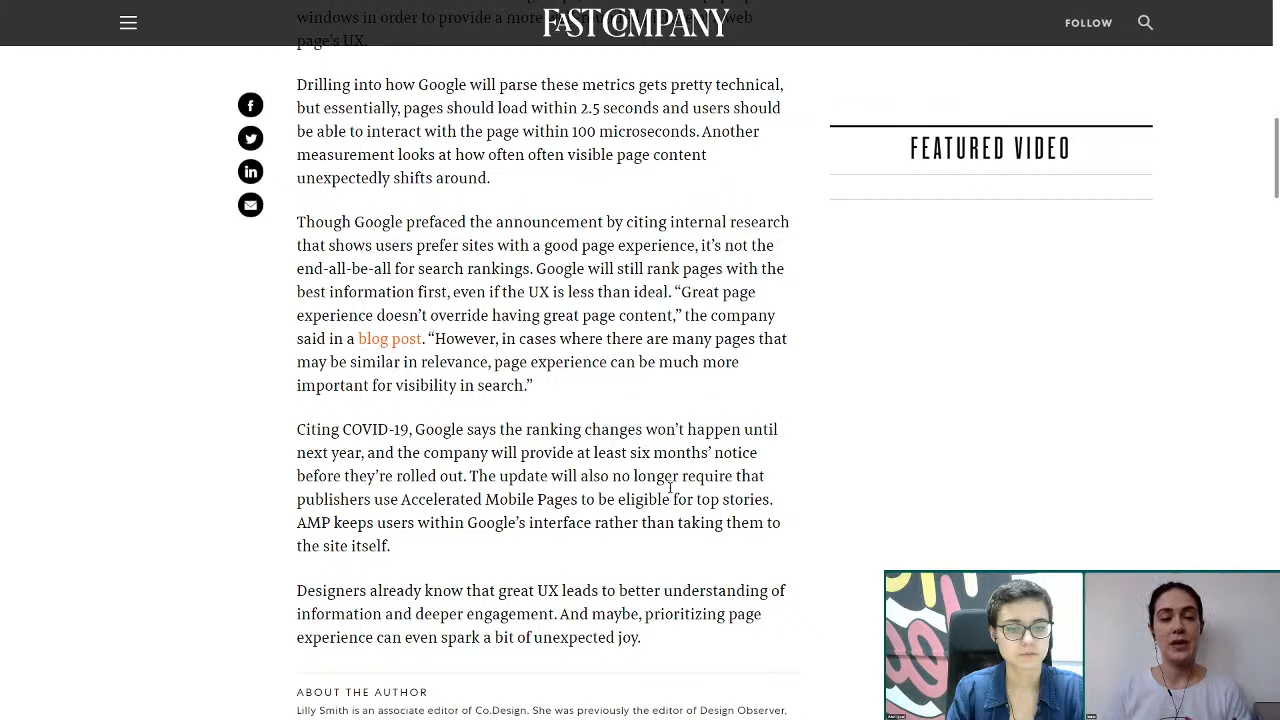 FAST COMPANY
FOLLOW
windows in order to provide a more
web
page's UX.
Drilling into how Google will parse these metrics gets pretty technical,
but essentially, pages should load within 2.5 seconds and users should
be able to interact with the page within 100 microseconds. Another
measurement looks at how often often visible page content
unexpectedly shifts around.
FEATURED VIDEO
Though Google prefaced the announcement by citing internal research
that shows users prefer sites with a good page experience, it's not the
end-all-be-all for search rankings. Google will still rank pages with the
best information first, even if the UX is less than ideal. “Great page
experience doesn't override having great page content,” the company
said in a blog post. “However, in cases where there are many pages that
may be similar in relevance, page experience can be much more
important for visibility in search.”
Citing COVID-19, Google says the ranking changes won't happen until
next year, and the company will provide at least six months' notice
before they're rolled out. The update will also no longer require that
publishers use Accelerated Mobile Pages to be eligible for top stories.
AMP keeps users within Google's interface rather than taking them to
the site itself.
Designers already know that great UX leads to better understanding of
information and deeper engagement. And maybe, prioritizing page
experience can even spark a bit of unexpected joy.
ABOUT THE AUTHOR
Lilly Smith is an associate editor of Co.Design. She was previously the editor of Design Observer,